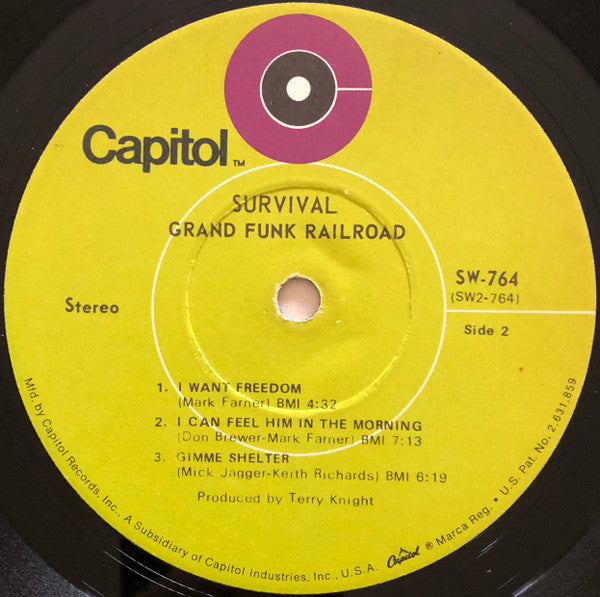 Capitol™
SURVIVAL
GRAND FUNK RAILROAD
SW-764
(SW2-764)
Stereo
Side 2
1. I WANT FREEDOM
(Mark Farner) BMI 4:32
2. I CAN FEEL HIM IN THE MORNING
(Don Brewer-Mark Farner) BMI 7:13
3. GIMME SHELTER
(Mick Jagger-Keith Richards) BMI 6:19
Produced by Terry Knight
Mfd. by Capitol Records, Inc., A Subsidiary of Capitol Industries, Inc., U.S.A. Capitol ® Marca Reg. • U.S. Pat. No. 2,631,859